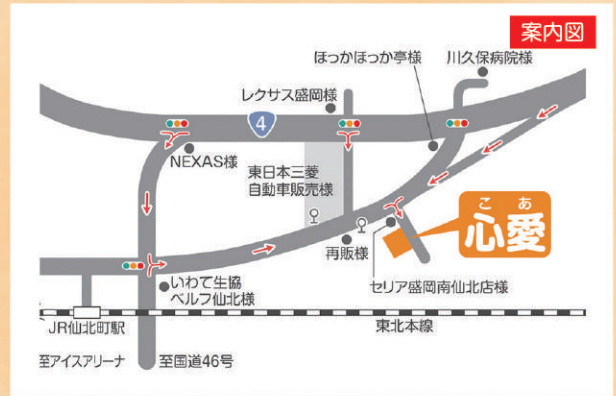 案内図
ほっかほっか亭様
川久保病院様
レクサス盛岡様
4
NEXAS様
東日本三菱
自動車販売様
こあ
心愛
再販様
セリア盛岡南仙北店様
いわて生協
ベルフ仙北様
JR仙北町駅
東北本線
至アイスアリーナ
至国道46号